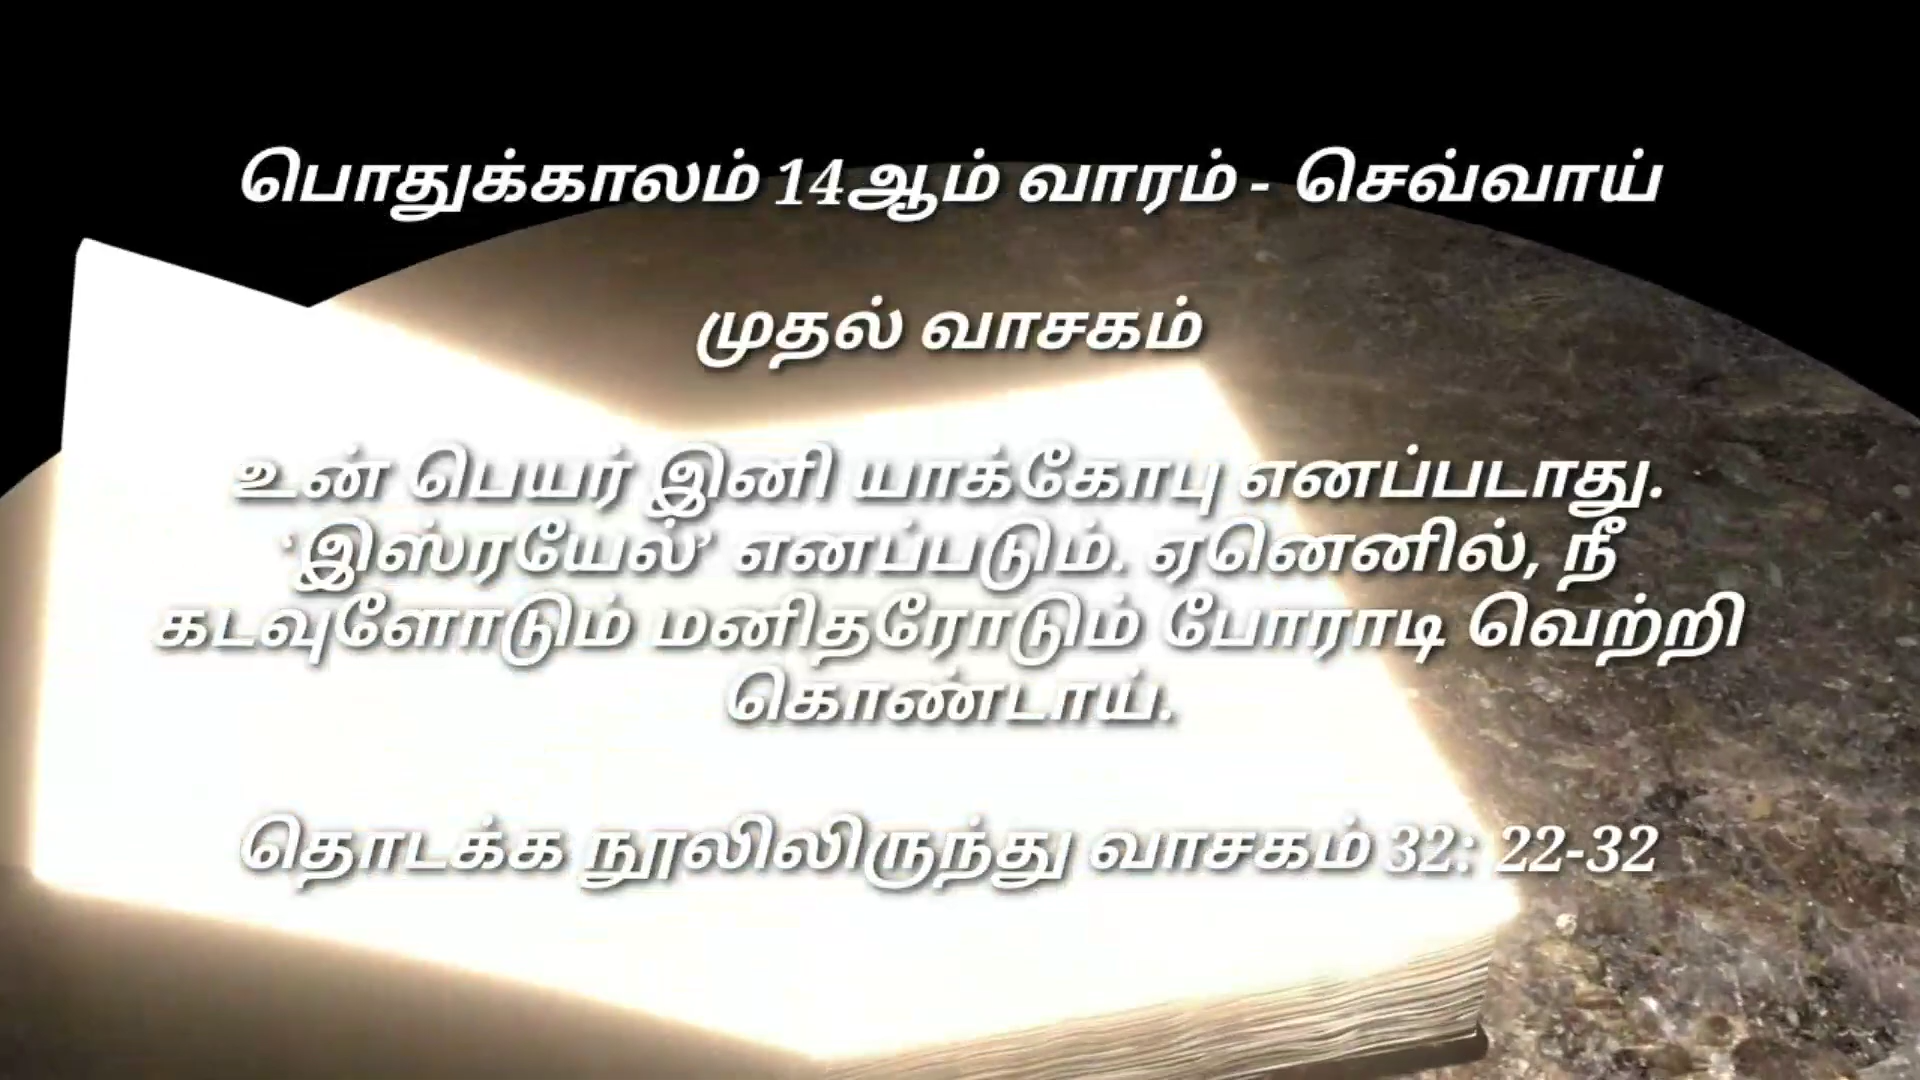 பொதுக்காலம் 14ஆம் வாரம் - செவ்வாய்
முதல் வாசகம்
உன் பெயர் இனி யாக்கோபு எனப்படாது.
‘இஸ்ரயேல்’ எனப்படும். ஏனெனில், நீ
கடவுளோடும் மனிதரோடும் போராடி வெற்றி
கொண்டாய்.
தொடக்க நூலிலிருந்து வாசகம் 32: 22-32